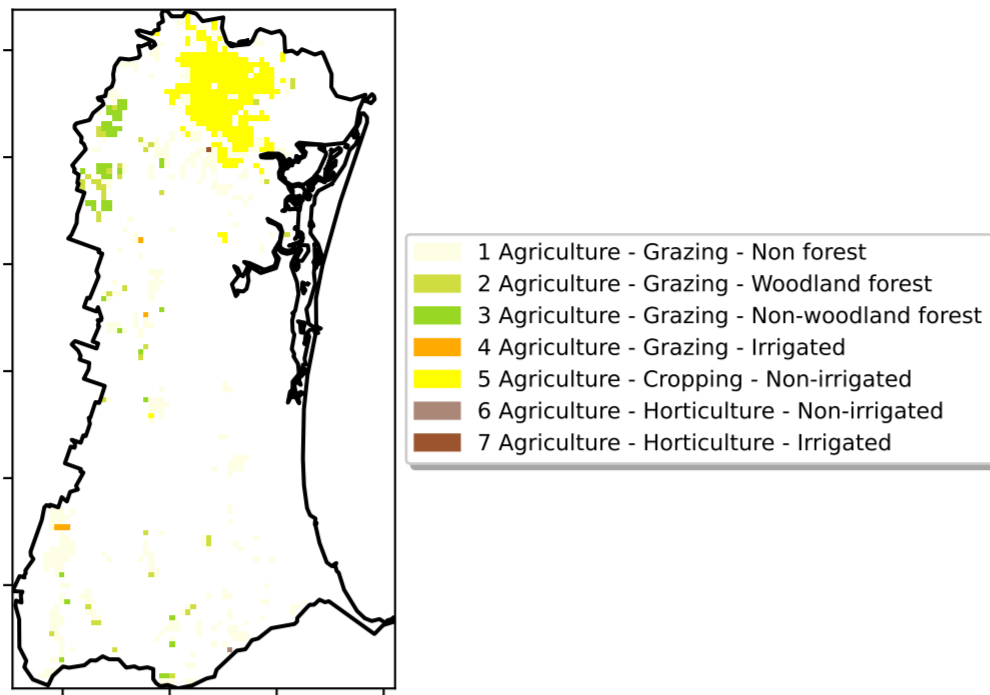 1 Agriculture - Grazing - Non forest
2 Agriculture - Grazing - Woodland forest
3 Agriculture - Grazing - Non-woodland forest
4 Agriculture - Grazing - Irrigated
5 Agriculture - Cropping - Non-irrigated
6 Agriculture - Horticulture - Non-irrigated
7 Agriculture - Horticulture - Irrigated